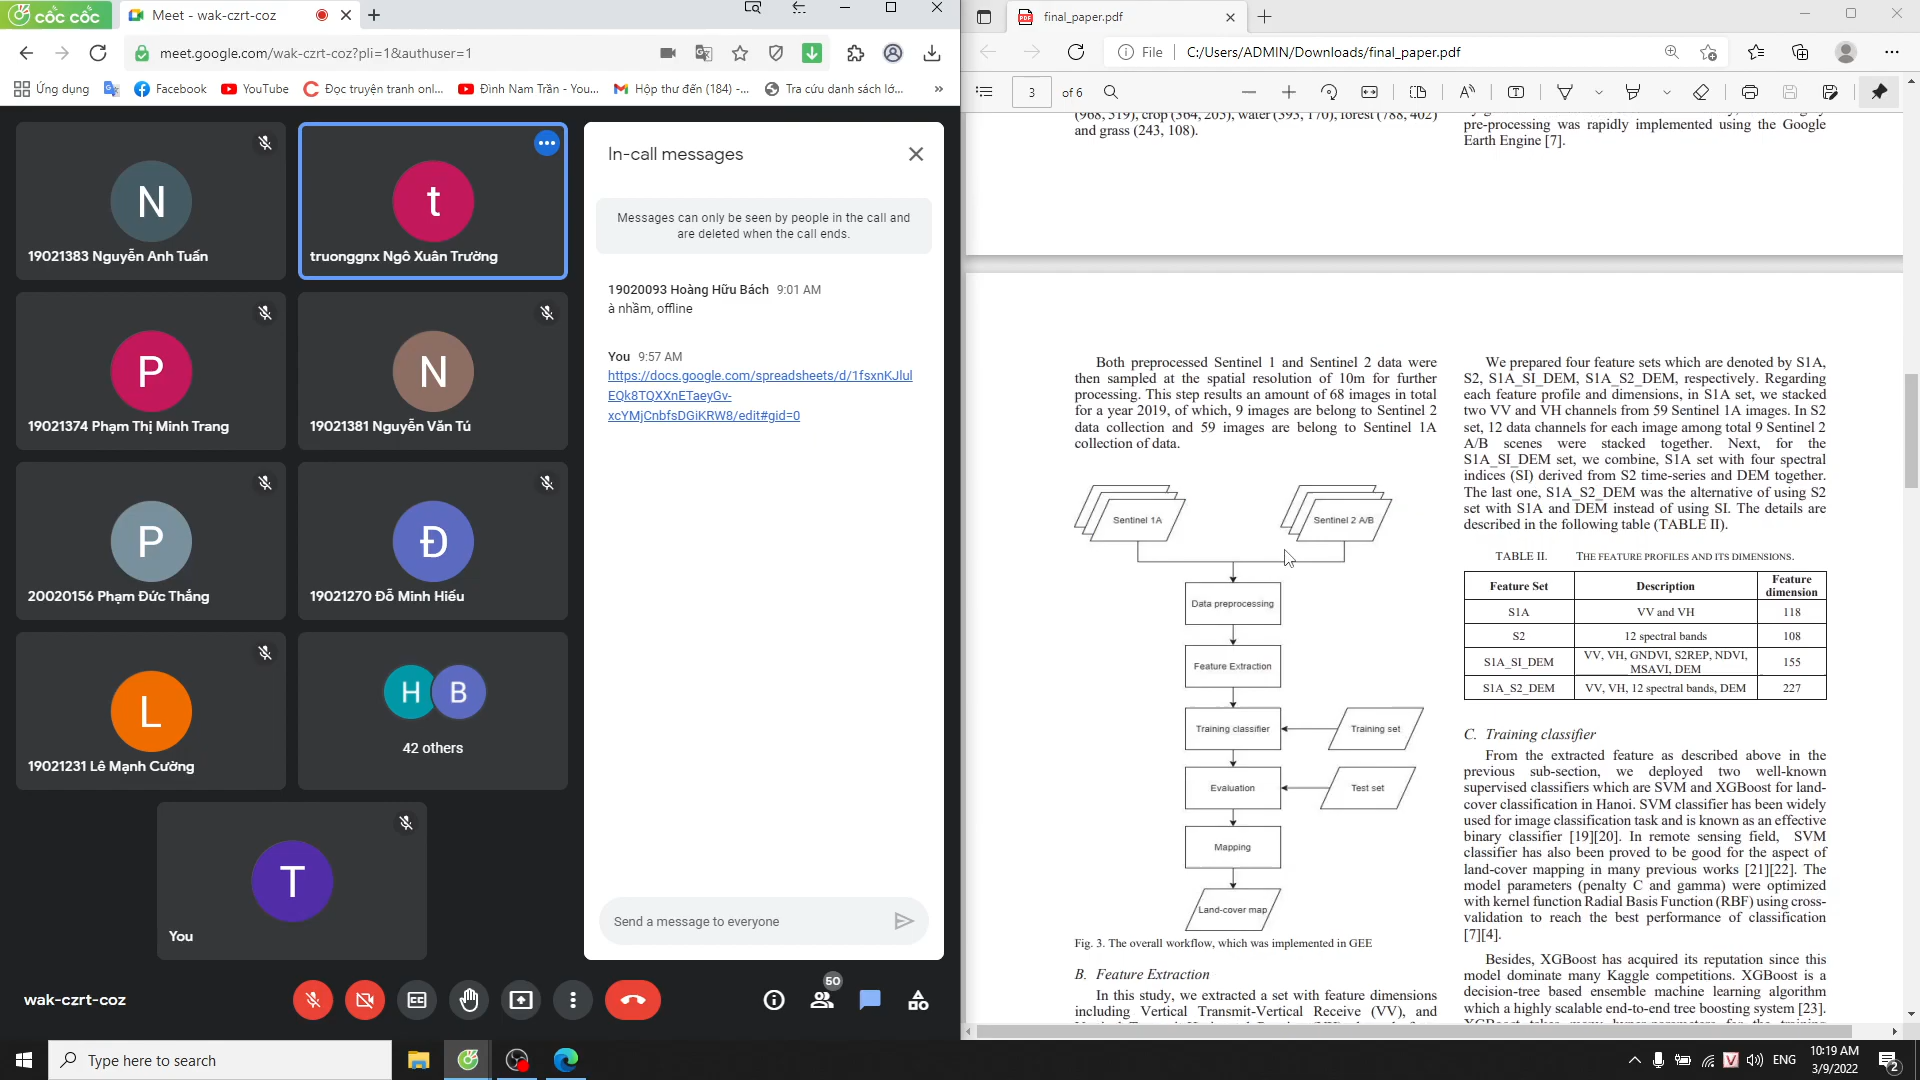 cốc cốc
Meet - wak-czrt-coz
meet.google.com/wak-czrt-coz?pli=1&authuser=1
Ứng dụng
Facebook
YouTube
Đọc truyện tranh onl...
Đình Nam Trần - You...
Hộp thư đến (184) -...
Tra cứu danh sách lớ...
»
N
19021383 Nguyễn Anh Tuấn
t
truonggnx Ngô Xuân Trường
P
19021374 Phạm Thị Minh Trang
N
19021381 Nguyễn Văn Tú
P
20020156 Phạm Đức Thắng
Đ
19021270 Đỗ Minh Hiếu
L
19021231 Lê Mạnh Cường
H B
42 others
T
You
In-call messages
Messages can only be seen by people in the call and
are deleted when the call ends.
19020093 Hoàng Hữu Bách 9:01 AM
à nhầm, offline
You 9:57 AM
https://docs.google.com/spreadsheets/d/1fsxnKJlul
EQk8TQXXnETaeyGv-
xcYMjCnbfsDGiKRW8/edit#gid=0
Send a message to everyone
wak-czrt-coz
50
final_paper.pdf
File
C:/Users/ADMIN/Downloads/final_paper.pdf
3 of 6
(968, 319), crop (364, 205), water (393, 170), forest (788, 402)
and grass (243, 108).
pre-processing was rapidly implemented using the Google
Earth Engine [7].
Both preprocessed Sentinel 1 and Sentinel 2 data were
then sampled at the spatial resolution of 10m for further
processing. This step results an amount of 68 images in total
for a year 2019, of which, 9 images are belong to Sentinel 2
data collection and 59 images are belong to Sentinel 1A
collection of data.
Sentinel 1A
Sentinel 2 A/B
Data preprocessing
Feature Extraction
Training classifier
Training set
Evaluation
Test set
Mapping
Land-cover map
Fig. 3. The overall workflow, which was implemented in GEE
B. Feature Extraction
In this study, we extracted a set with feature dimensions
including Vertical Transmit-Vertical Receive (VV), and
We prepared four feature sets which are denoted by S1A,
S2, S1A_SI_DEM, S1A_S2_DEM, respectively. Regarding
each feature profile and dimensions, in S1A set, we stacked
two VV and VH channels from 59 Sentinel 1A images. In S2
set, 12 data channels for each image among total 9 Sentinel 2
A/B scenes were stacked together. Next, for the
S1A_SI_DEM set, we combine, S1A set with four spectral
indices (SI) derived from S2 time-series and DEM together.
The last one, S1A_S2_DEM was the alternative of using S2
set with S1A and DEM instead of using SI. The details are
described in the following table (TABLE II).
TABLE II. THE FEATURE PROFILES AND ITS DIMENSIONS.
Feature Set Description Feature dimension
S1A VV and VH 118
S2 12 spectral bands 108
S1A_SI_DEM VV, VH, GNDVI, S2REP, NDVI, MSAVI, DEM 155
S1A_S2_DEM VV, VH, 12 spectral bands, DEM 227
C. Training classifier
From the extracted feature as described above in the
previous sub-section, we deployed two well-known
supervised classifiers which are SVM and XGBoost for land-
cover classification in Hanoi. SVM classifier has been widely
used for image classification task and is known as an effective
binary classifier [19][20]. In remote sensing field, SVM
classifier has also been proved to be good for the aspect of
land-cover mapping in many previous works [21][22]. The
model parameters (penalty C and gamma) were optimized
with kernel function Radial Basis Function (RBF) using cross-
validation to reach the best performance of classification
[7][4].
Besides, XGBoost has acquired its reputation since this
model dominate many Kaggle competitions. XGBoost is a
decision-tree based ensemble machine learning algorithm
which a highly scalable end-to-end tree boosting system [23].
Type here to search
ENG
10:19 AM
3/9/2022
2